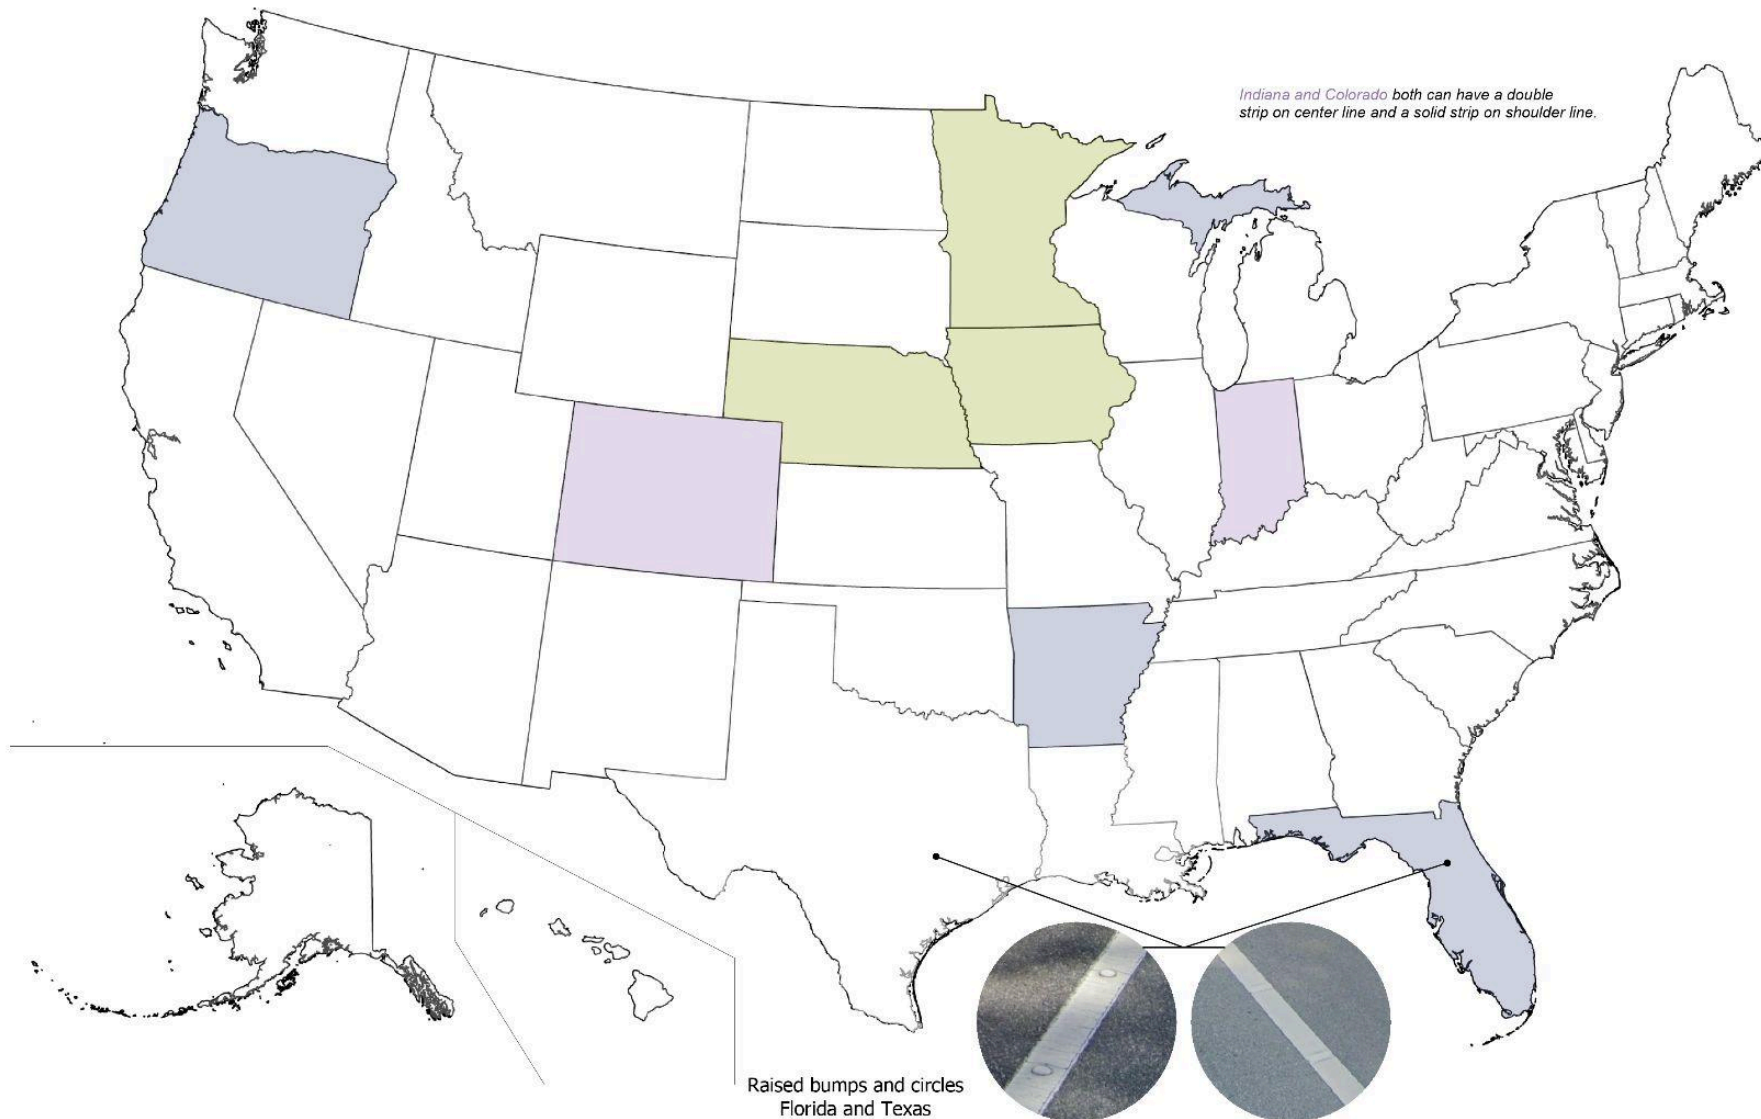 Indiana and Colorado both can have a double
strip on center line and a solid strip on shoulder line.
Raised bumps and circles
Florida and Texas